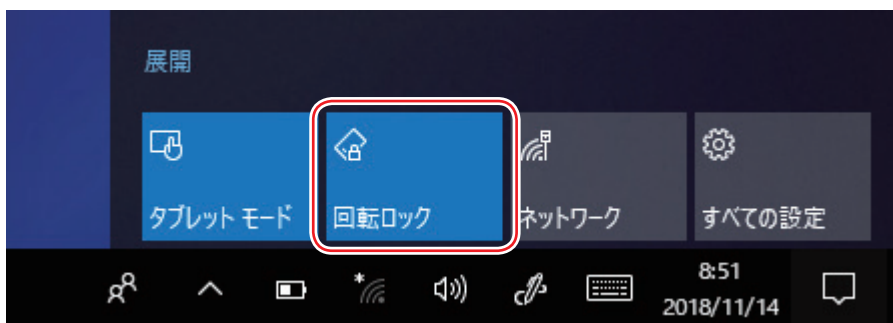 展開
タブレット モード
回転ロック
ネットワーク
すべての設定
8:51
2018/11/14